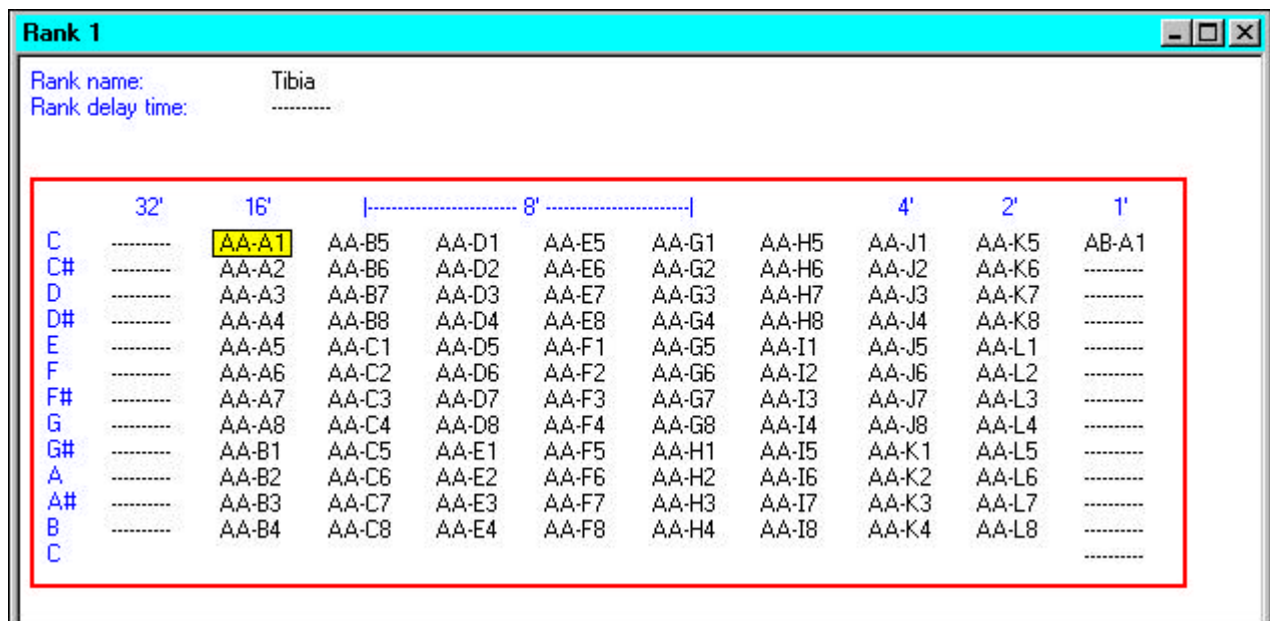 Rank 1
Rank name: Tibia
Rank delay time: ----------
32' 16' |------------------------ 8' -----------------------| 4' 2' 1'
C --------- AA-A1 AA-B5 AA-D1 AA-E5 AA-G1 AA-H5 AA-J1 AA-K5 AB-A1
C# --------- AA-A2 AA-B6 AA-D2 AA-E6 AA-G2 AA-H6 AA-J2 AA-K6 ---------
D --------- AA-A3 AA-B7 AA-D3 AA-E7 AA-G3 AA-H7 AA-J3 AA-K7 ---------
D# --------- AA-A4 AA-B8 AA-D4 AA-E8 AA-G4 AA-H8 AA-J4 AA-K8 ---------
E --------- AA-A5 AA-C1 AA-D5 AA-F1 AA-G5 AA-I1 AA-J5 AA-L1 ---------
F --------- AA-A6 AA-C2 AA-D6 AA-F2 AA-G6 AA-I2 AA-J6 AA-L2 ---------
F# --------- AA-A7 AA-C3 AA-D7 AA-F3 AA-G7 AA-I3 AA-J7 AA-L3 ---------
G --------- AA-A8 AA-C4 AA-D8 AA-F4 AA-G8 AA-I4 AA-J8 AA-L4 ---------
G# --------- AA-B1 AA-C5 AA-E1 AA-F5 AA-H1 AA-I5 AA-K1 AA-L5 ---------
A --------- AA-B2 AA-C6 AA-E2 AA-F6 AA-H2 AA-I6 AA-K2 AA-L6 ---------
A# --------- AA-B3 AA-C7 AA-E3 AA-F7 AA-H3 AA-I7 AA-K3 AA-L7 ---------
B --------- AA-B4 AA-C8 AA-E4 AA-F8 AA-H4 AA-I8 AA-K4 AA-L8 ---------
C ---------